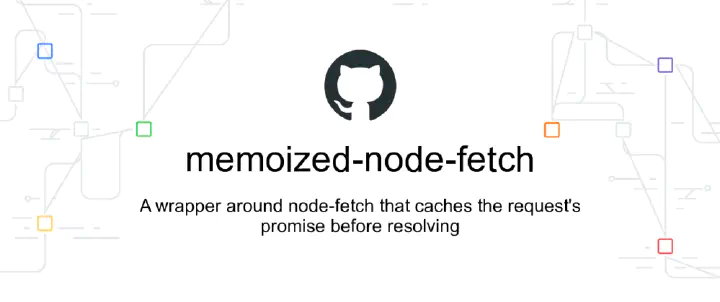 memoized-node-fetch
A wrapper around node-fetch that caches the request's
promise before resolving